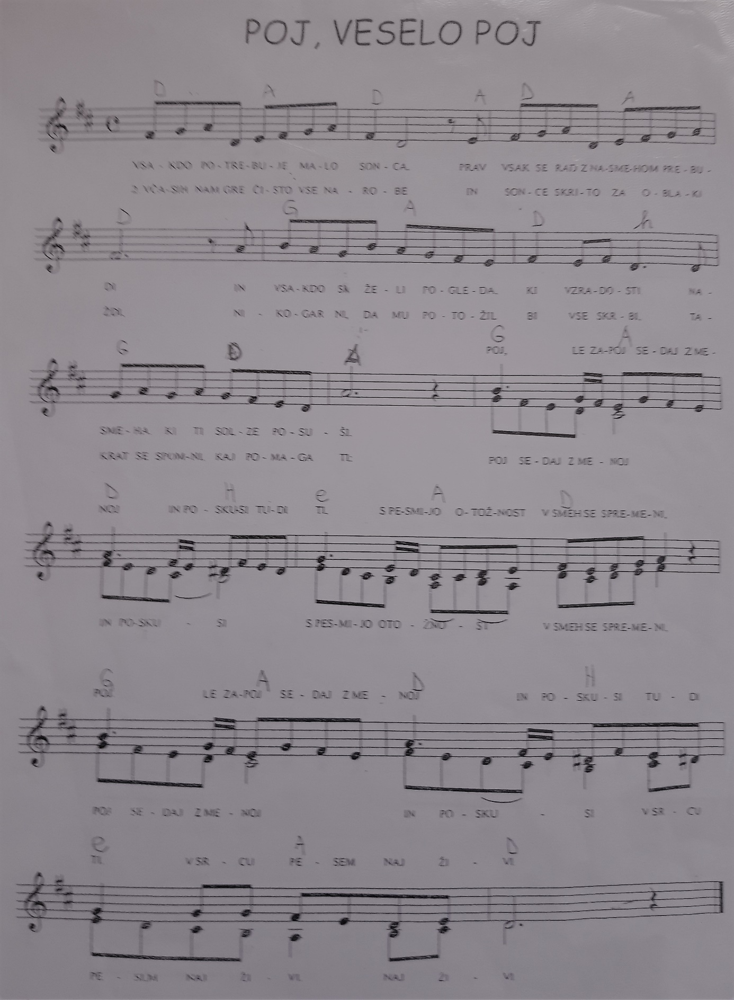 POJ, VESELO POJ
D A D A D A
VSA - KDO PO - TRE - BU - JE MA - LO SON - CA. PRAV VSAK SE RAD Z NA - SME - HOM PRE - BU -
2. VČA - SIH NAM GRE ČI - STO VSE NA - RO - BE IN SON - CE SKRI - TO ZA O - BLA - KI
D G A D h
DI IN VSA - KDO SI ŽE - LI PO - GLE - DA, KI VZRA - DO - STI NA -
ŽDI, NI - KO - GAR NI, DA MU PO - TO - ŽIL BI VSE SKR - BI, TA -
G D A G A
POJ, LE ZA - POJ SE - DAJ Z ME -
SME - HA, KI TI SOL - ZE PO - SU - ŠI.
KRAT SE SPOM - NI, KAJ PO - MA - GA TI: POJ SE - DAJ Z ME - NOJ
D H e A D
NOJ IN PO - SKU - SI TU - DI TI, S PE - SMI - JO O - TOŽ - NOST V SMEH SE SPRE - ME - NI.
IN PO - SKU - SI S PES - MI - JO OTO - ŽNO - ST V SMEH SE SPRE - ME - NI.
G A D H
POJ LE ZA - POJ SE - DAJ Z ME - NOJ IN PO - SKU - SI TU - DI
POJ SE - DAJ Z ME - NOJ IN PO - SKU - SI V SR - CU
e A D
TI, V SR - CU PE - SEM NAJ ŽI - VI.
PE - SEM NAJ ŽI - VI, NAJ ŽI - VI